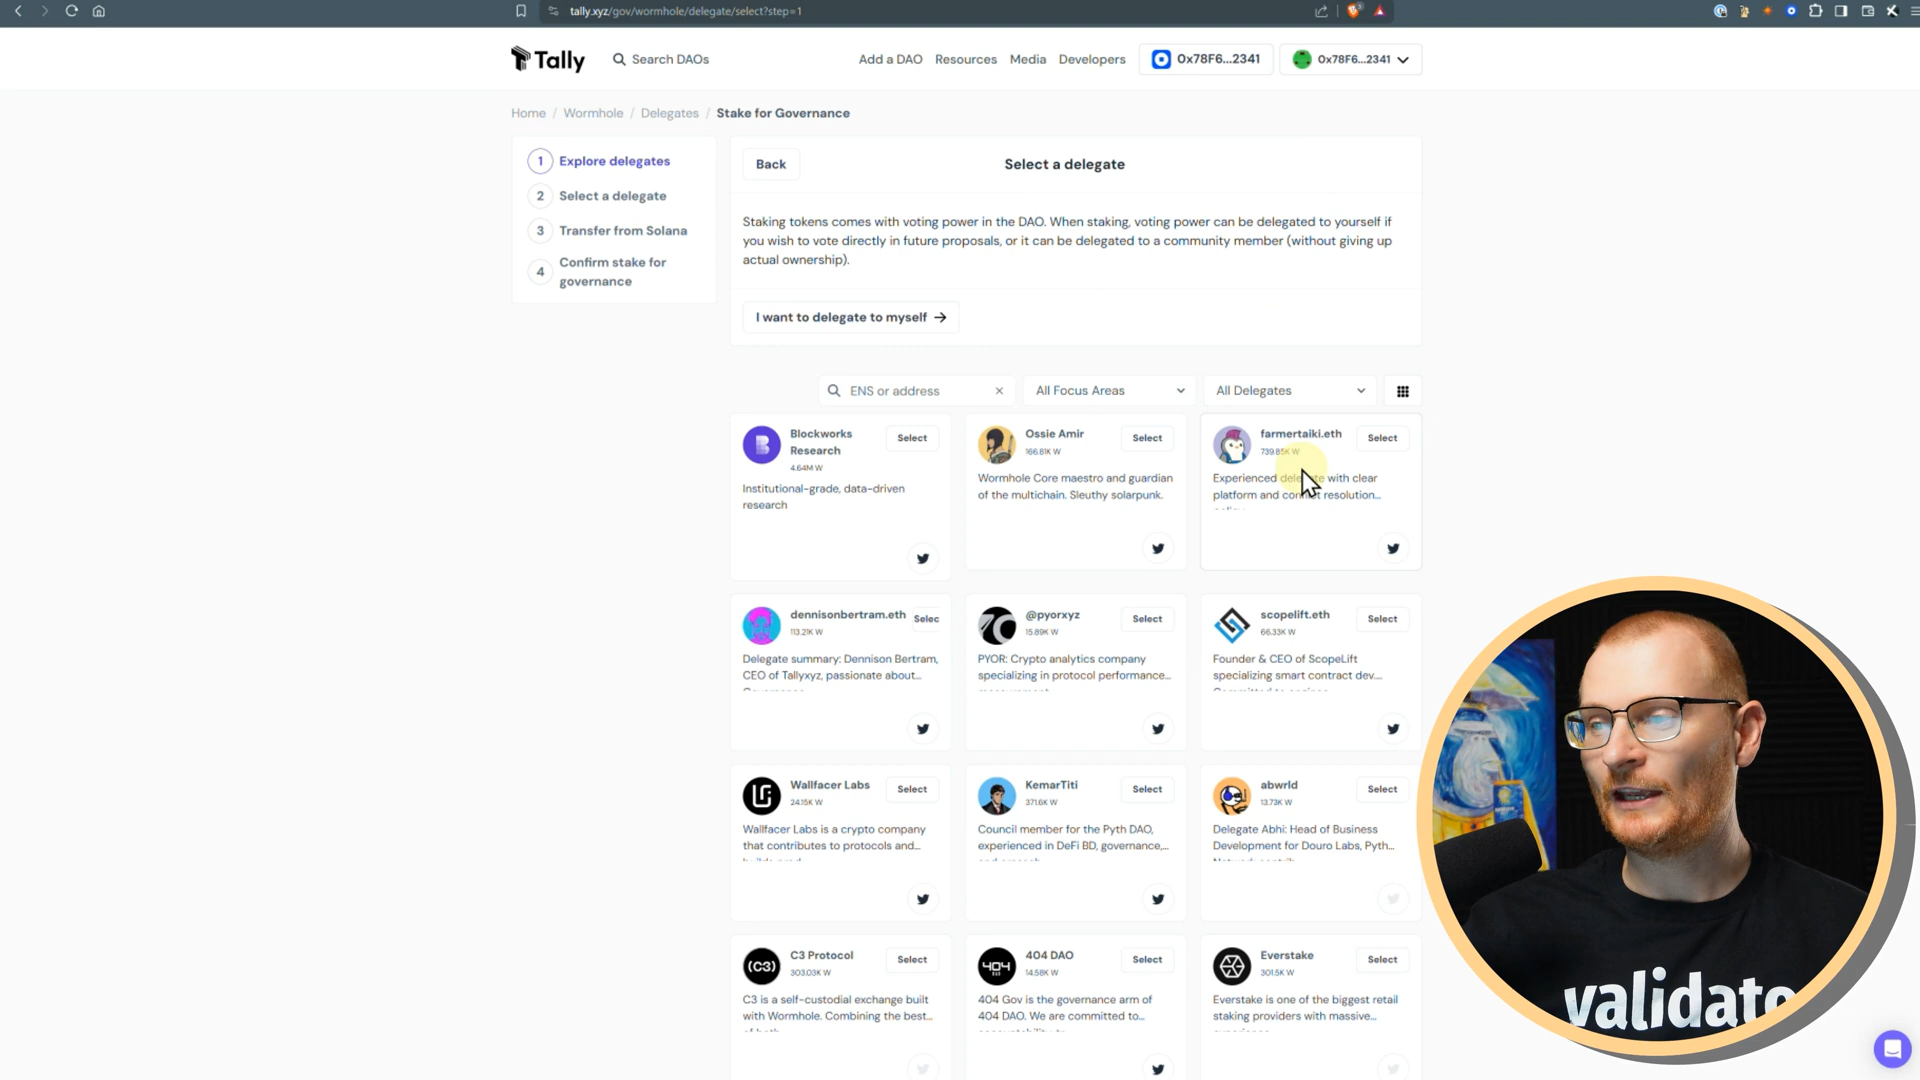 tally.xyz/gov/wormhole/delegate/select?step=1
Tally
Search DAOs
Add a DAO
Resources
Media
Developers
0x78F6...2341
0x78F6...2341
Home / Wormhole / Delegates / Stake for Governance
1 Explore delegates
2 Select a delegate
3 Transfer from Solana
4 Confirm stake for
governance
Back
Select a delegate
Staking tokens comes with voting power in the DAO. When staking, voting power can be delegated to yourself if
you wish to vote directly in future proposals, or it can be delegated to a community member (without giving up
actual ownership).
I want to delegate to myself →
ENS or address
All Focus Areas
All Delegates
Blockworks
Research
Select
4.64M W
Institutional-grade, data-driven
research
Ossie Amir
Select
166.81K W
Wormhole Core maestro and guardian
of the multichain. Sleuthy solarpunk.
farmertaiki.eth
Select
739.85K W
Experienced delegate with clear
platform and conflict resolution...
dennisonbertram.eth
Selec
113.21K W
Delegate summary: Dennison Bertram,
CEO of Tallyxyz, passionate about...
@pyorxyz
Select
15.89K W
PYOR: Crypto analytics company
specializing in protocol performance...
scopelift.eth
Select
66.33K W
Founder & CEO of ScopeLift
specializing smart contract dev....
Wallfacer Labs
Select
24.15K W
Wallfacer Labs is a crypto company
that contributes to protocols and...
KemarTiti
Select
371.6K W
Council member for the Pyth DAO,
experienced in DeFi BD, governance,...
abwrld
Select
13.73K W
Delegate Abhi: Head of Business
Development for Douro Labs, Pyth...
(C3)
C3 Protocol
Select
303.03K W
C3 is a self-custodial exchange built
with Wormhole. Combining the best...
404 DAO
Select
14.58K W
404 Gov is the governance arm of
404 DAO. We are committed to...
Everstake
Select
301.5K W
Everstake is one of the biggest retail
staking providers with massive...
validato